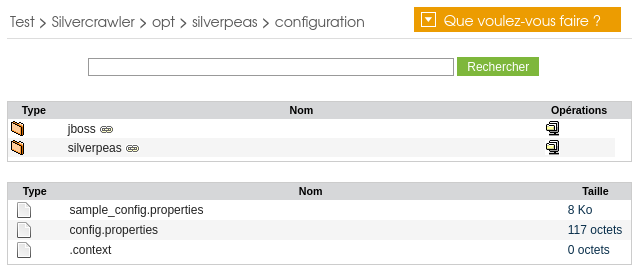 Test > Silvercrawler > opt > silverpeas > configuration
Que voulez-vous faire ?
Rechercher
Type Nom Opérations
jboss
silverpeas
Type Nom Taille
sample_config.properties 8 Ko
config.properties 117 octets
.context 0 octets